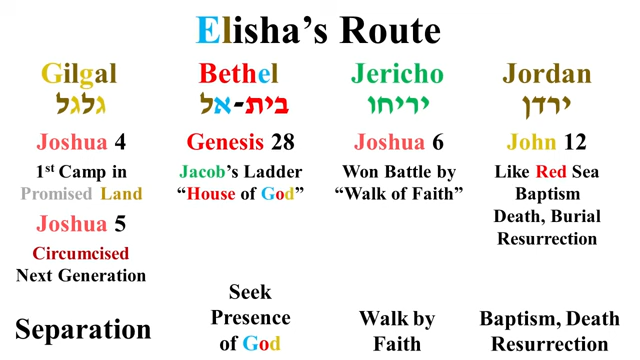 Elisha's Route
Gilgal
גלגל
Joshua 4
1st Camp in
Promised Land
Joshua 5
Circumcised
Next Generation
Separation
Bethel
בית-אל
Genesis 28
Jacob's Ladder
“House of God”
Seek
Presence
of God
Jericho
יריחו
Joshua 6
Won Battle by
“Walk of Faith”
Walk by
Faith
Jordan
ירדן
John 12
Like Red Sea
Baptism
Death, Burial
Resurrection
Baptism, Death
Resurrection